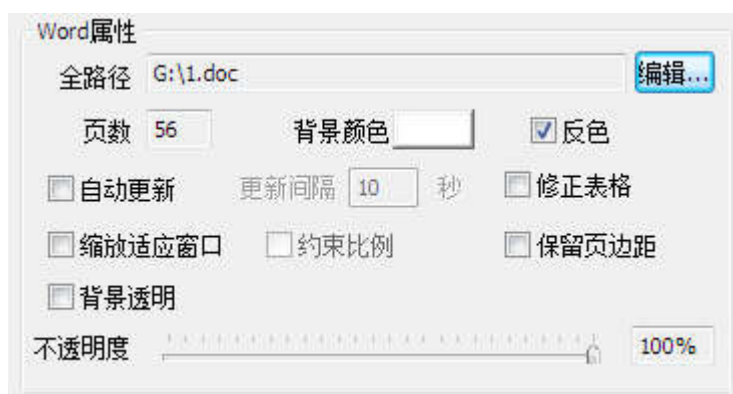 Word属性
全路径 G:\1.doc 编辑...
页数 56 背景颜色 反色
自动更新 更新间隔 10 秒 修正表格
缩放适应窗口 约束比例 保留页边距
背景透明
不透明度 100%